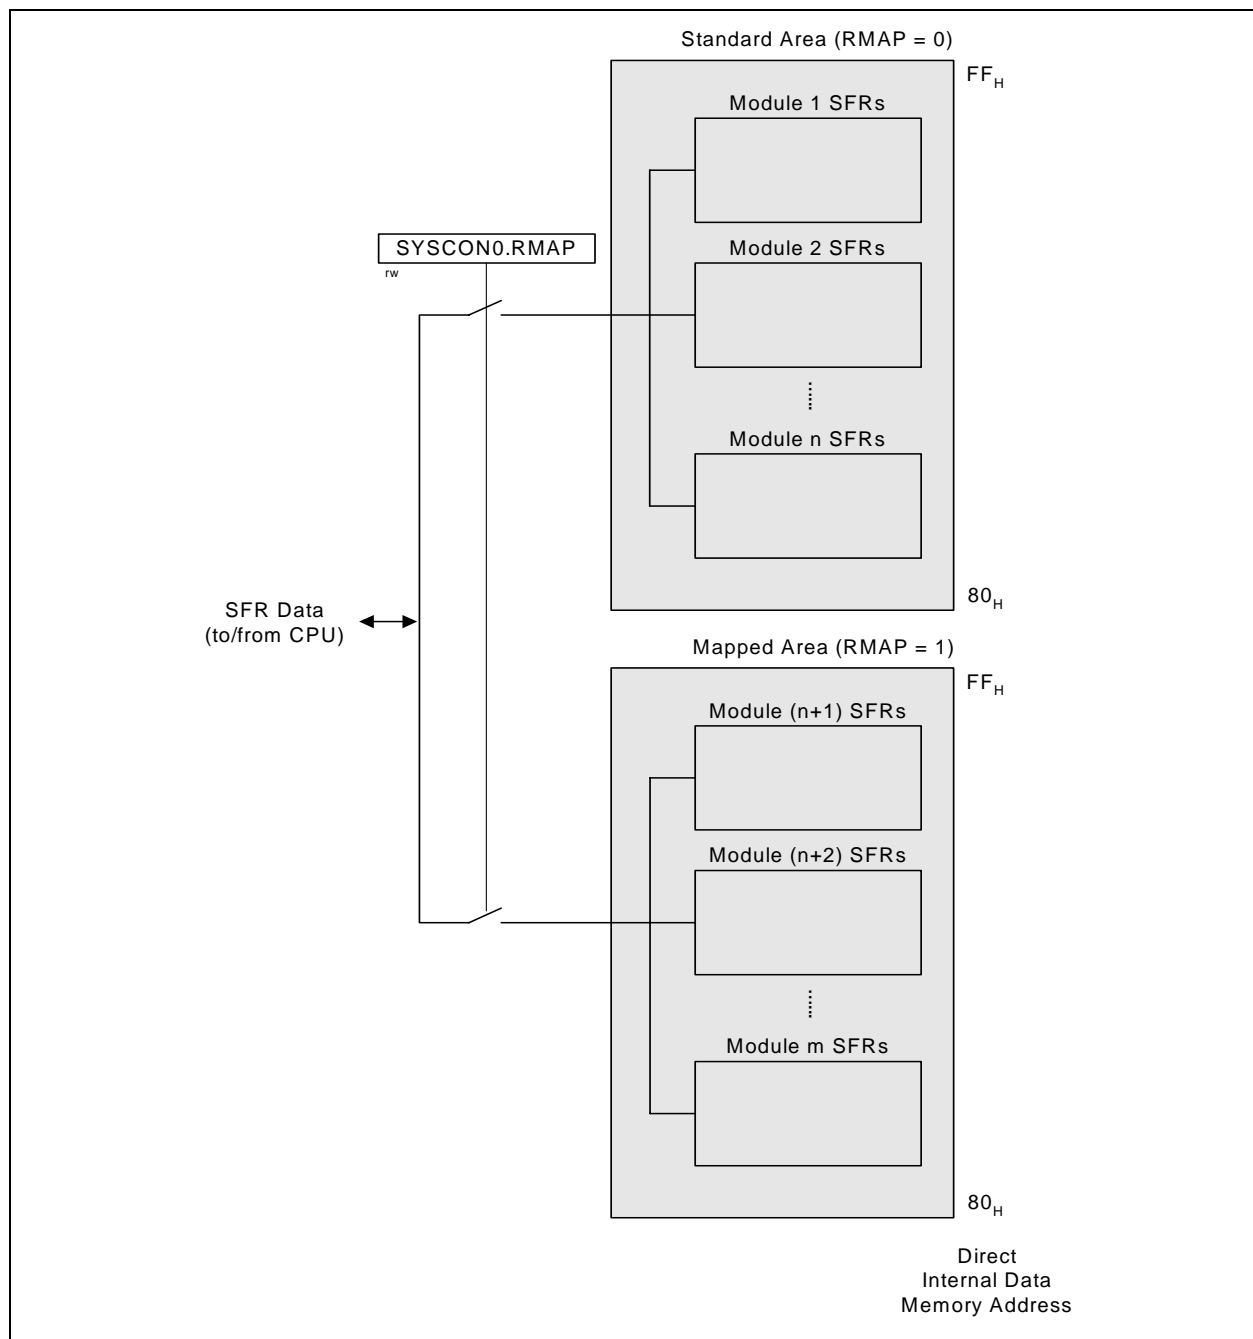 Standard Area (RMAP = 0)
FFH
Module 1 SFRs
SYSCON0.RMAP
rw
Module 2 SFRs
Module n SFRs
80H
SFR Data
(to/from CPU)
Mapped Area (RMAP = 1)
FFH
Module (n+1) SFRs
Module (n+2) SFRs
Module m SFRs
80H
Direct
Internal Data
Memory Address